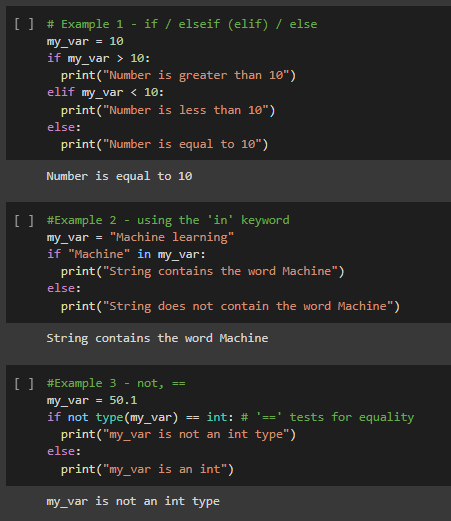 [ ] # Example 1 - if / elseif (elif) / else
my_var = 10
if my_var > 10:
  print("Number is greater than 10")
elif my_var < 10:
  print("Number is less than 10")
else:
  print("Number is equal to 10")
Number is equal to 10
[ ] #Example 2 - using the 'in' keyword
my_var = "Machine learning"
if "Machine" in my_var:
  print("String contains the word Machine")
else:
  print("String does not contain the word Machine")
String contains the word Machine
[ ] #Example 3 - not, ==
my_var = 50.1
if not type(my_var) == int: # '==' tests for equality
  print("my_var is not an int type")
else:
  print("my_var is an int")
my_var is not an int type